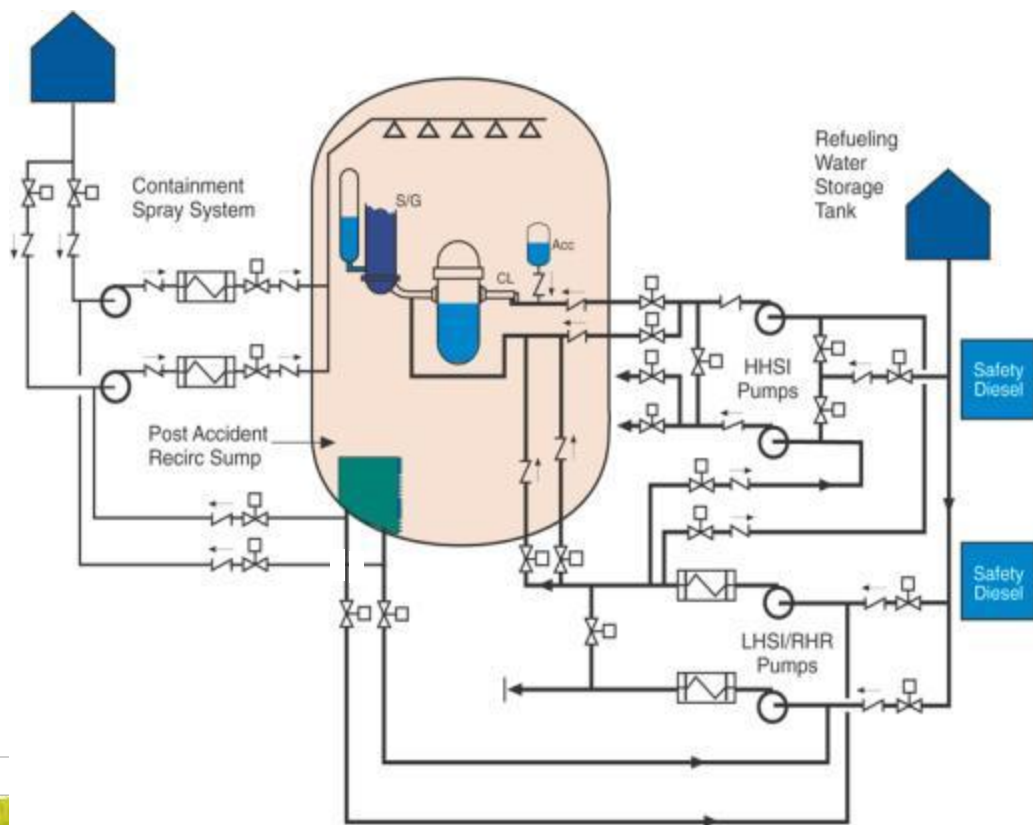 Refueling
Water
Storage
Tank
Containment
Spray System
S/G
Acc
CL
HHSI
Pumps
Safety
Diesel
Post Accident
Recirc Sump
Safety
Diesel
LHSI/RHR
Pumps